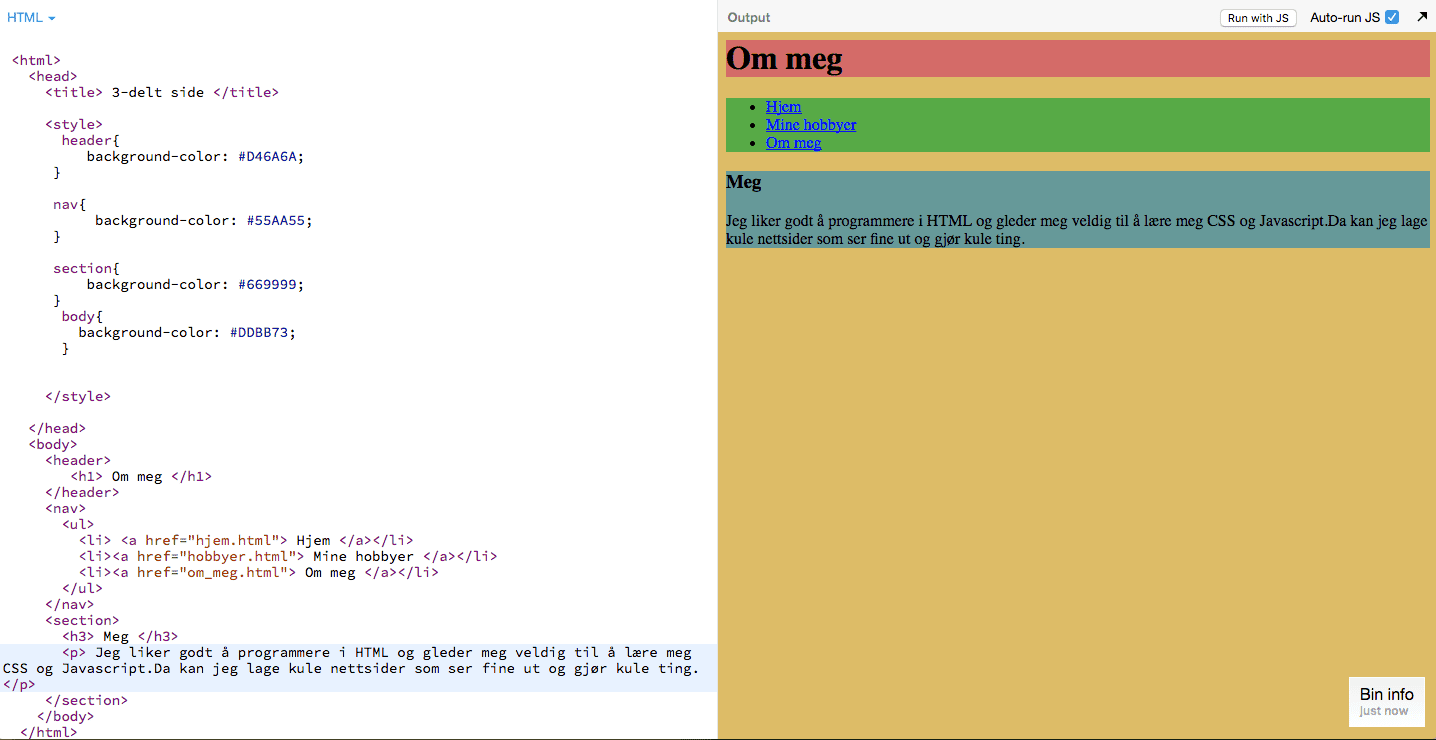 HTML
Output
Run with JS
Auto-run JS
<html>
<head>
<title> 3-delt side </title>
<style>
header{
background-color: #D46A6A;
}
nav{
background-color: #55AA55;
}
section{
background-color: #669999;
}
body{
background-color: #DDBB73;
}
</style>
</head>
<body>
<header>
<h1> Om meg </h1>
</header>
<nav>
<ul>
<li> <a href="hjem.html"> Hjem </a></li>
<li><a href="hobbyer.html"> Mine hobbyer </a></li>
<li><a href="om_meg.html"> Om meg </a></li>
</ul>
</nav>
<section>
<h3> Meg </h3>
<p> Jeg liker godt å programmere i HTML og gleder meg veldig til å lære meg
CSS og Javascript.Da kan jeg lage kule nettsider som ser fine ut og gjør kule ting.
</p>
</section>
</body>
</html>
Om meg
Hjem
Mine hobbyer
Om meg
Meg
Jeg liker godt å programmere i HTML og gleder meg veldig til å lære meg CSS og Javascript.Da kan jeg lage
kule nettsider som ser fine ut og gjør kule ting.
Bin info
just now